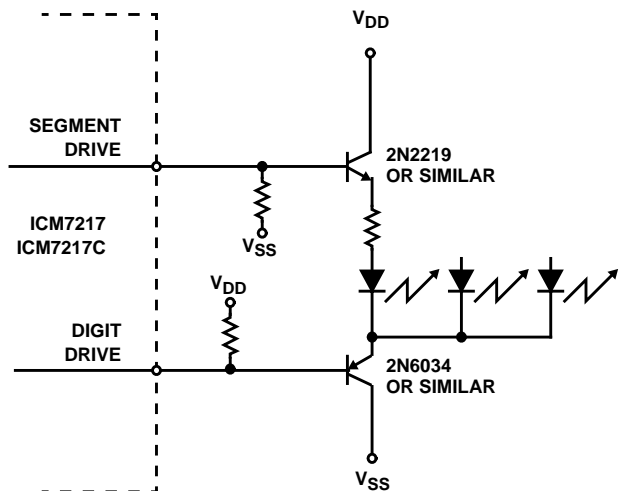 VDD
SEGMENT
DRIVE
2N2219
OR SIMILAR
ICM7217
ICM7217C
VSS
VDD
DIGIT
DRIVE
2N6034
OR SIMILAR
VSS